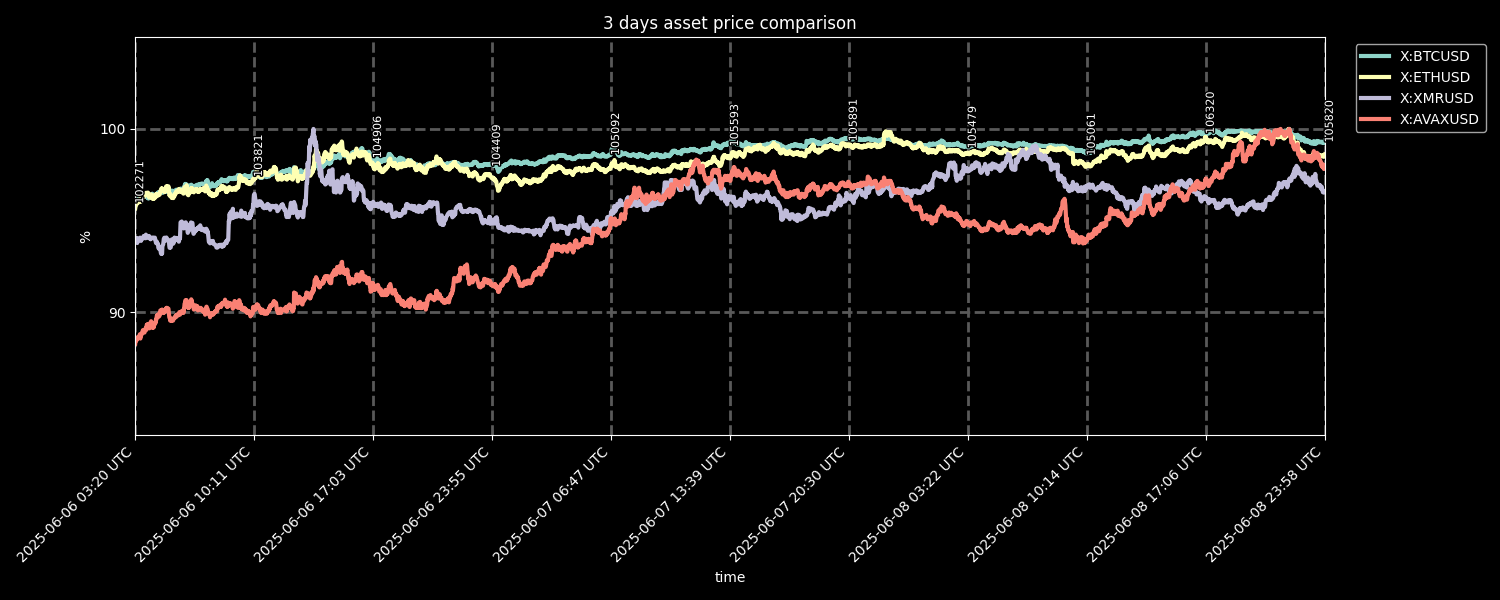 3 days asset price comparison
X:BTCUSD
X:ETHUSD
X:XMRUSD
X:AVAXUSD
%
100
90
102271
103821
104906
104409
105092
105593
105891
105479
105061
106320
105820
2025-06-06 03:20 UTC
2025-06-06 10:11 UTC
2025-06-06 17:03 UTC
2025-06-06 23:55 UTC
2025-06-07 06:47 UTC
2025-06-07 13:39 UTC
2025-06-07 20:30 UTC
2025-06-08 03:22 UTC
2025-06-08 10:14 UTC
2025-06-08 17:06 UTC
2025-06-08 23:58 UTC
time